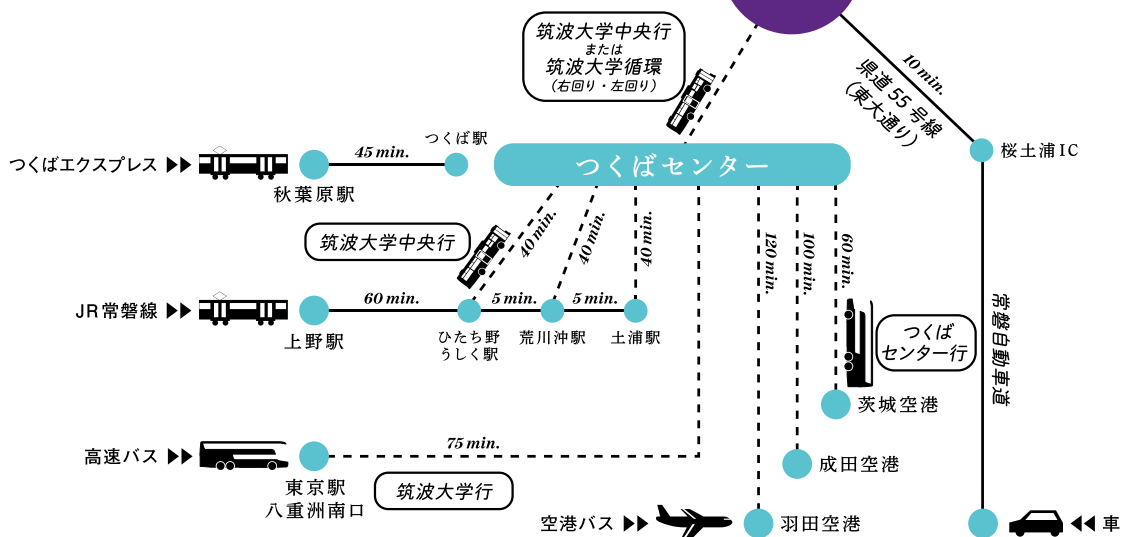 筑波大学中央行
または
筑波大学循環
(右回り・左回り)
10 min.
県道55号線
(東大通り)
つくばエクスプレス
秋葉原駅
45 min.
つくば駅
つくばセンター
桜土浦IC
筑波大学中央行
40 min.
40 min.
40 min.
120 min.
100 min.
60 min.
JR常磐線
上野駅
60 min.
ひたち野
うしく駅
5 min.
荒川沖駅
5 min.
土浦駅
つくば
センター行
常磐自動車道
茨城空港
高速バス
東京駅
八重洲南口
75 min.
筑波大学行
成田空港
空港バス
羽田空港
車